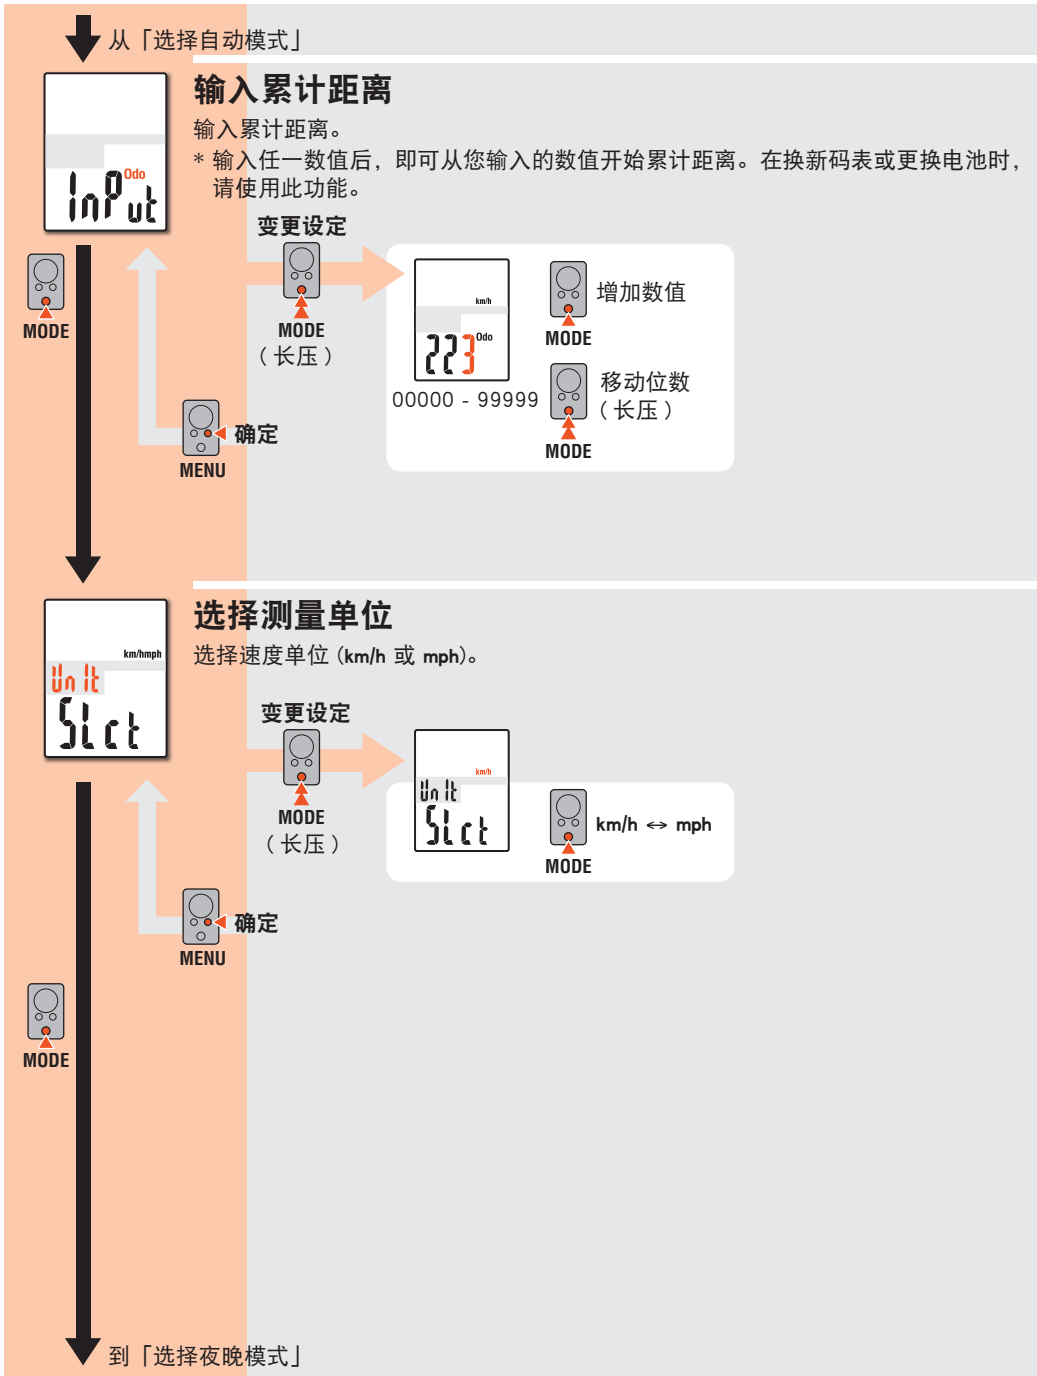 从「选择自动模式」
输入累计距离
输入累计距离。
* 输入任一数值后，即可从您输入的数值开始累计距离。在换新码表或更换电池时，
请使用此功能。
Odo
InPut
变更设定
MODE
MODE
（长压）
km/h
Odo
223
00000 - 99999
增加数值
MODE
移动位数
（长压）
MODE
确定
MENU
选择测量单位
选择速度单位 (km/h 或 mph)。
km/hmph
UnIt
SLct
变更设定
MODE
（长压）
km/h
UnIt
SLct
km/h ↔ mph
MODE
确定
MENU
MODE
到「选择夜晚模式」